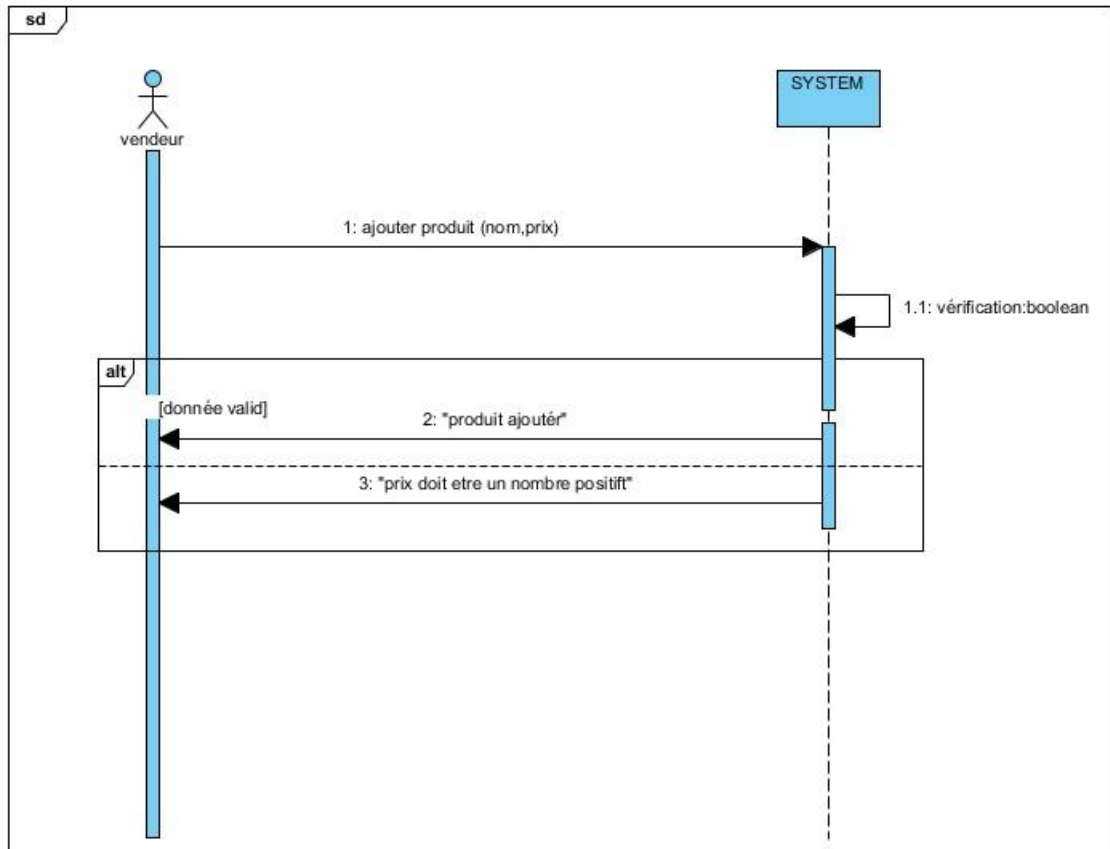 sd
vendeur
SYSTEM
1: ajouter produit (nom,prix)
1.1: vérification:boolean
alt
[donnée valid]
2: "produit ajoutér"
3: "prix doit etre un nombre positift"